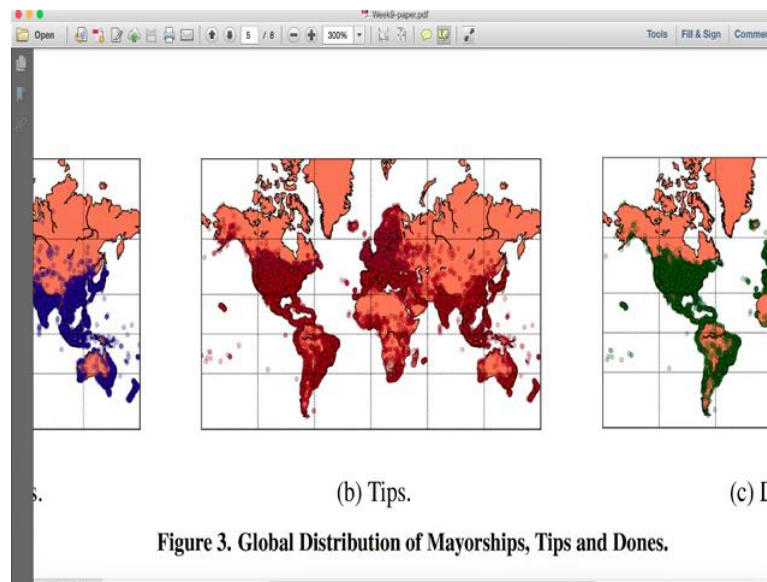 Week9-paper.pdf
Open
5 / 8
300%
Tools
Fill & Sign
Commen
s.
(b) Tips.
(c) D
Figure 3. Global Distribution of Mayorships, Tips and Dones.